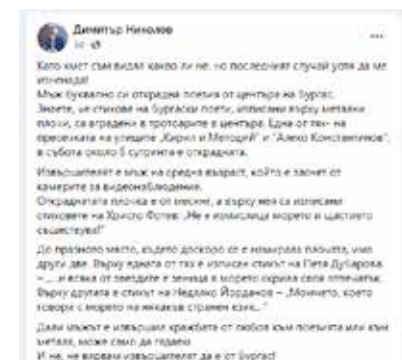 Димитър Николов
Като кмет съм видял какво ли не, но последният случай успя да ме
изненада!
Мъж буквално си открадна поезия от центъра на Бургас.
Знаете, че стихове на бургаски поети, изписани върху метални
плочи, са вградени в тротоарите в центъра. Една от тях - на
пресечката на улиците „Кирил и Методий" и "Алеко Константинов",
в събота около 5 сутринта е открадната.
Извършителят е мъж на средна възраст, който е заснет от
камерите за видеонаблюдение.
Откраднатата плочка е от месинг, а върху нея са изписани
стиховете на Христо Фотев: „Не е измислица морето и щастието
съществува!"
До празното място, където доскоро се е намирала плочата, има
други две. Върху едната от тях е изписан стихът на Петя Дубарова
– „... и всяка от звездите е зеница в морето скрила своя отпечатък.
Върху другата е стихът на Недялко Йорданов – „Момчето, което
говори с морето на някакъв странен език..."
Дали мъжът е извършил кражбата от любов към поезията или към
метала, може само да гадаем.
И не, не вярвам извършителят да е от Бургас!